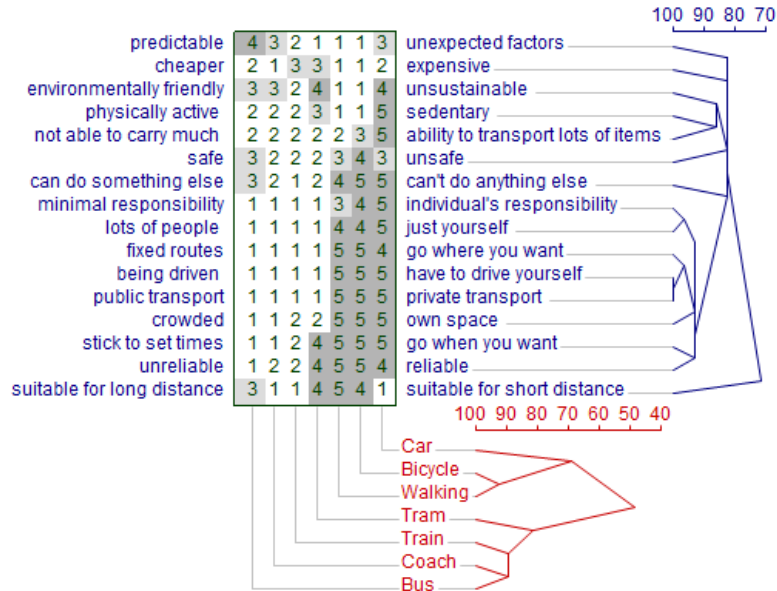 100 90 80 70
predictable 4 3 2 1 1 1 3 unexpected factors
cheaper 2 1 3 3 1 1 2 expensive
environmentally friendly 3 3 2 4 1 1 4 unsustainable
physically active 2 2 2 3 1 1 5 sedentary
not able to carry much 2 2 2 2 2 3 5 ability to transport lots of items
safe 3 2 2 2 3 4 3 unsafe
can do something else 3 2 1 2 4 5 5 can't do anything else
minimal responsibility 1 1 1 1 3 4 5 individual's responsibility
lots of people 1 1 1 1 4 4 5 just yourself
fixed routes 1 1 1 1 5 5 4 go where you want
being driven 1 1 1 1 5 5 5 have to drive yourself
public transport 1 1 1 1 5 5 5 private transport
crowded 1 1 2 2 5 5 5 own space
stick to set times 1 1 2 4 5 5 5 go when you want
unreliable 1 2 2 4 5 5 4 reliable
suitable for long distance 3 1 1 4 5 4 1 suitable for short distance
100 90 80 70 60 50 40
Car
Bicycle
Walking
Tram
Train
Coach
Bus